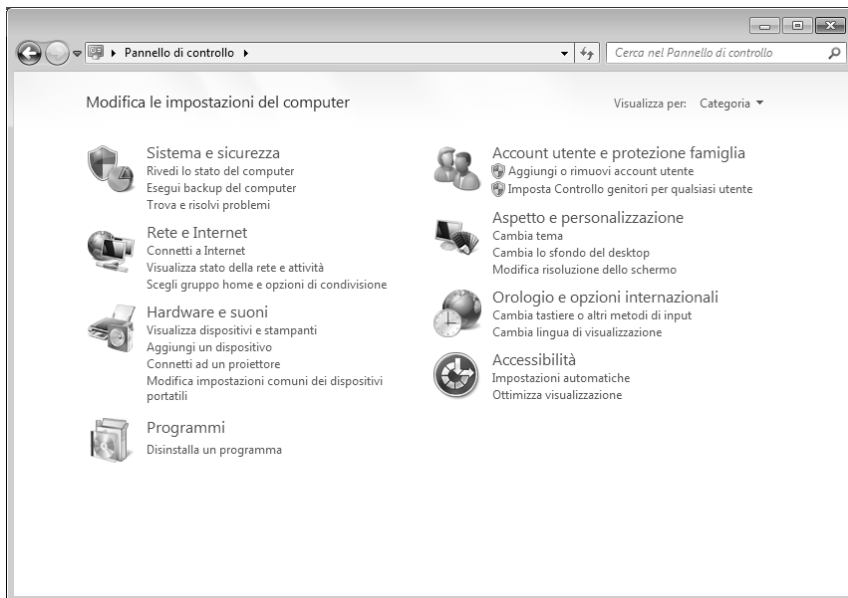 Pannello di controllo
Cerca nel Pannello di controllo
Modifica le impostazioni del computer
Visualizza per: Categoria
Sistema e sicurezza
Rivedi lo stato del computer
Esegui backup del computer
Trova e risolvi problemi
Rete e Internet
Connetti a Internet
Visualizza stato della rete e attività
Scegli gruppo home e opzioni di condivisione
Hardware e suoni
Visualizza dispositivi e stampanti
Aggiungi un dispositivo
Connetti ad un proiettore
Modifica impostazioni comuni dei dispositivi
portatili
Programmi
Disinstalla un programma
Account utente e protezione famiglia
Aggiungi o rimuovi account utente
Imposta Controllo genitori per qualsiasi utente
Aspetto e personalizzazione
Cambia tema
Cambia lo sfondo del desktop
Modifica risoluzione dello schermo
Orologio e opzioni internazionali
Cambia tastiere o altri metodi di input
Cambia lingua di visualizzazione
Accessibilità
Impostazioni automatiche
Ottimizza visualizzazione